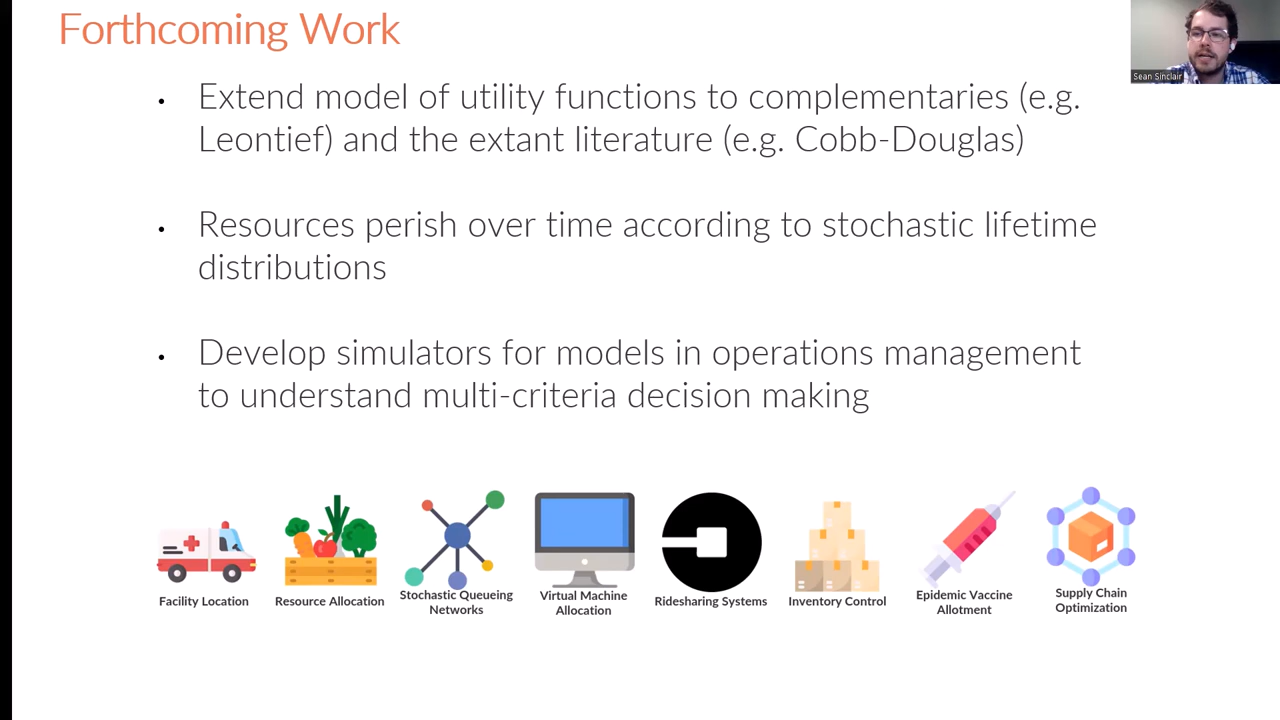 Forthcoming Work
Sean Sinclair
• Extend model of utility functions to complementaries (e.g.
Leontief) and the extant literature (e.g. Cobb-Douglas)
• Resources perish over time according to stochastic lifetime
distributions
• Develop simulators for models in operations management
to understand multi-criteria decision making
Facility Location
Resource Allocation
Stochastic Queueing
Networks
Virtual Machine
Allocation
Ridesharing Systems
Inventory Control
Epidemic Vaccine
Allotment
Supply Chain
Optimization